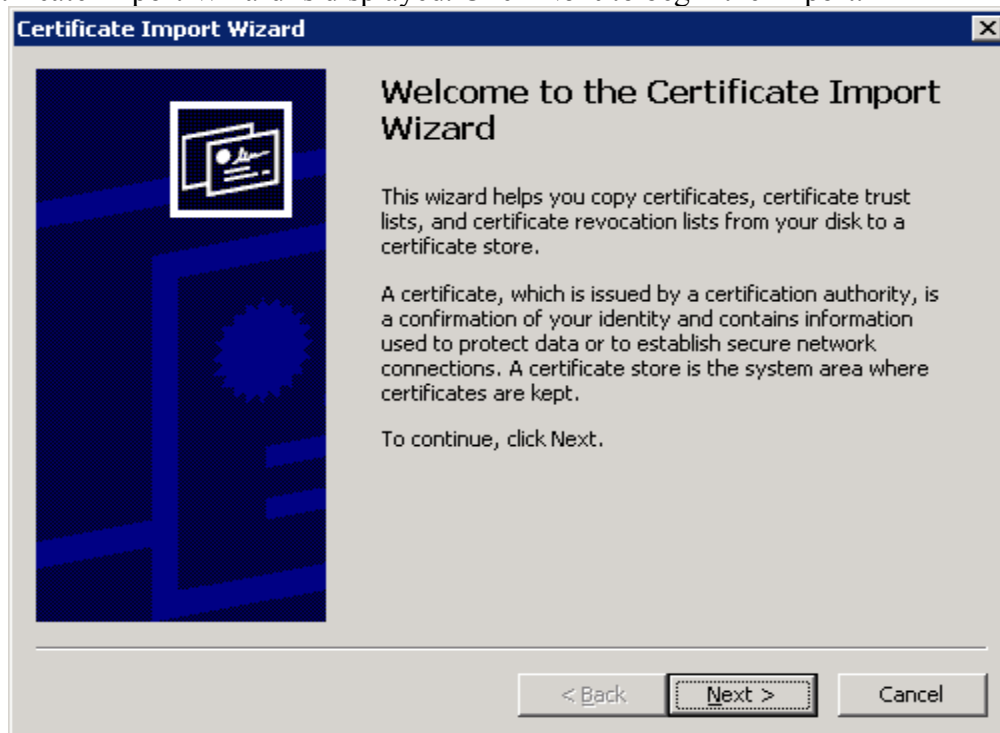 Certificate Import Wizard
Welcome to the Certificate Import
Wizard
This wizard helps you copy certificates, certificate trust
lists, and certificate revocation lists from your disk to a
certificate store.
A certificate, which is issued by a certification authority, is
a confirmation of your identity and contains information
used to protect data or to establish secure network
connections. A certificate store is the system area where
certificates are kept.
To continue, click Next.
< Back Next > Cancel